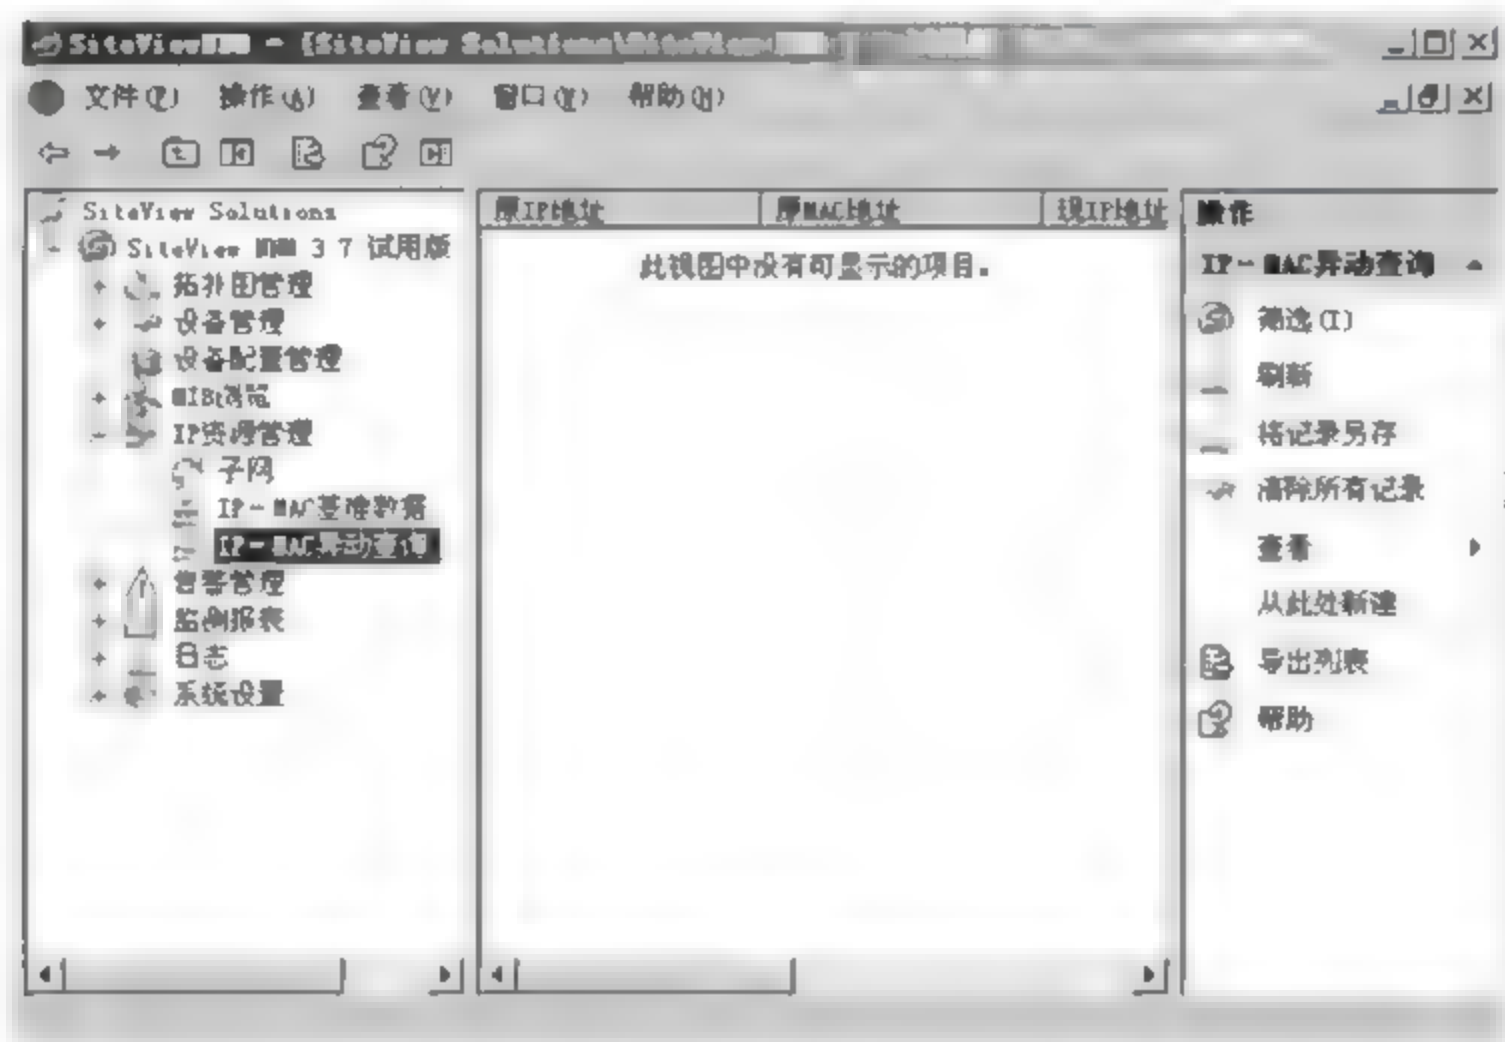 SiteView NNM - [SiteView Solutions\SiteView
文件(F) 操作(A) 查看(V) 窗口(W) 帮助(H)
SiteView Solutions
SiteView NNM 3 7 试用版
拓扑图管理
设备管理
设备配置管理
MIB浏览
IP资源管理
子网
IP-MAC基准数据
IP-MAC异动查询
告警管理
监测报表
日志
系统设置
原IP地址 原MAC地址 现IP地址
此视图中没有可显示的项目。
操作
IP-MAC异动查询
筛选(I)
刷新
将记录另存
清除所有记录
查看
从此处新建
导出列表
帮助